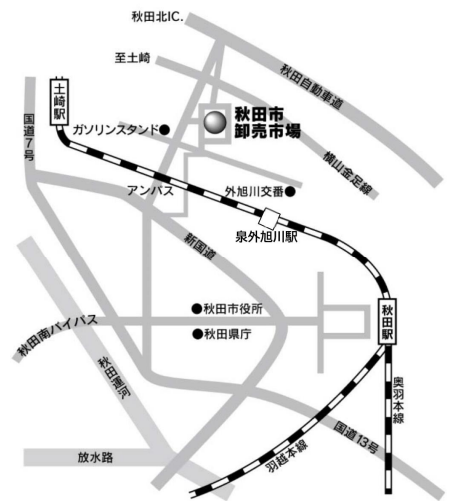 秋田北IC.
至土崎
秋田自動車道
土崎駅
国道7号
ガソリンスタンド
秋田市
卸売市場
横山金足線
アンパス
外旭川交番
泉外旭川駅
新国道
秋田市役所
秋田県庁
秋田駅
秋田南バイパス
秋田運河
奥羽本線
国道13号
羽越本線
放水路